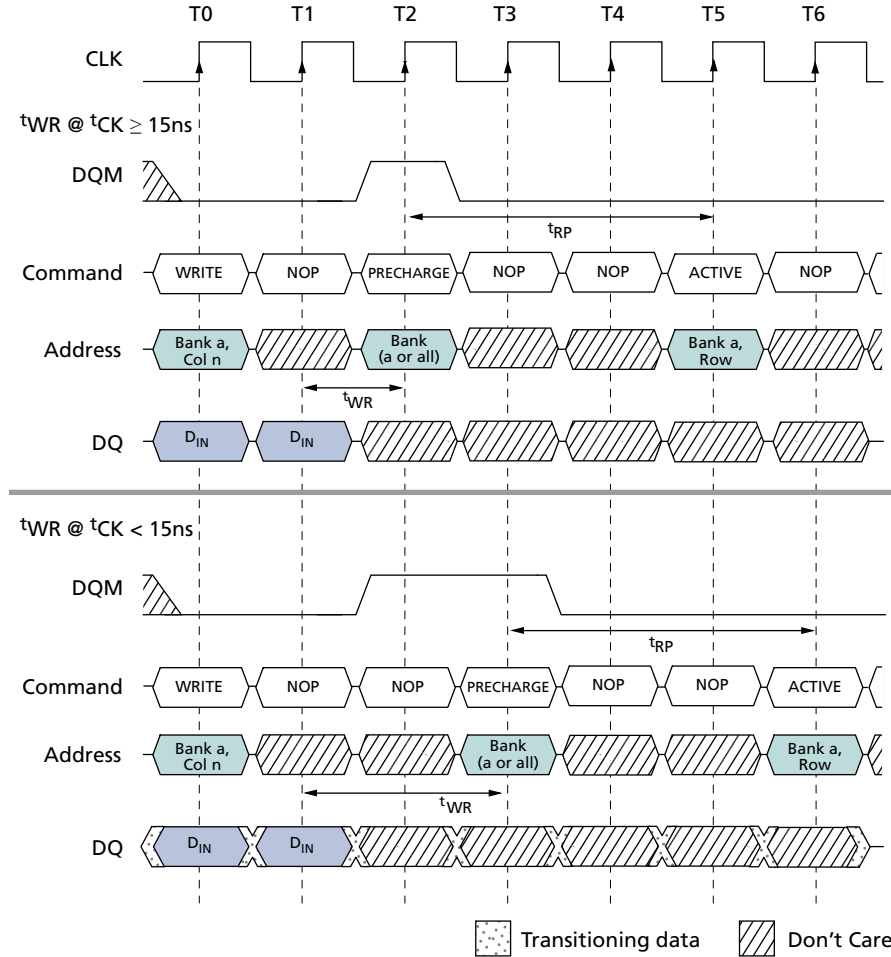 T0 T1 T2 T3 T4 T5 T6
CLK
tWR @ tCK ≥ 15ns
DQM
tRP
Command WRITE NOP PRECHARGE NOP NOP ACTIVE NOP
Address Bank a, Bank Bank a,
Col n (a or all) Row
tWR
DQ DIN DIN
tWR @ tCK < 15ns
DQM
tRP
Command WRITE NOP NOP PRECHARGE NOP NOP ACTIVE
Address Bank a, Bank Bank a,
Col n (a or all) Row
tWR
DQ DIN DIN
Transitioning data Don't Care